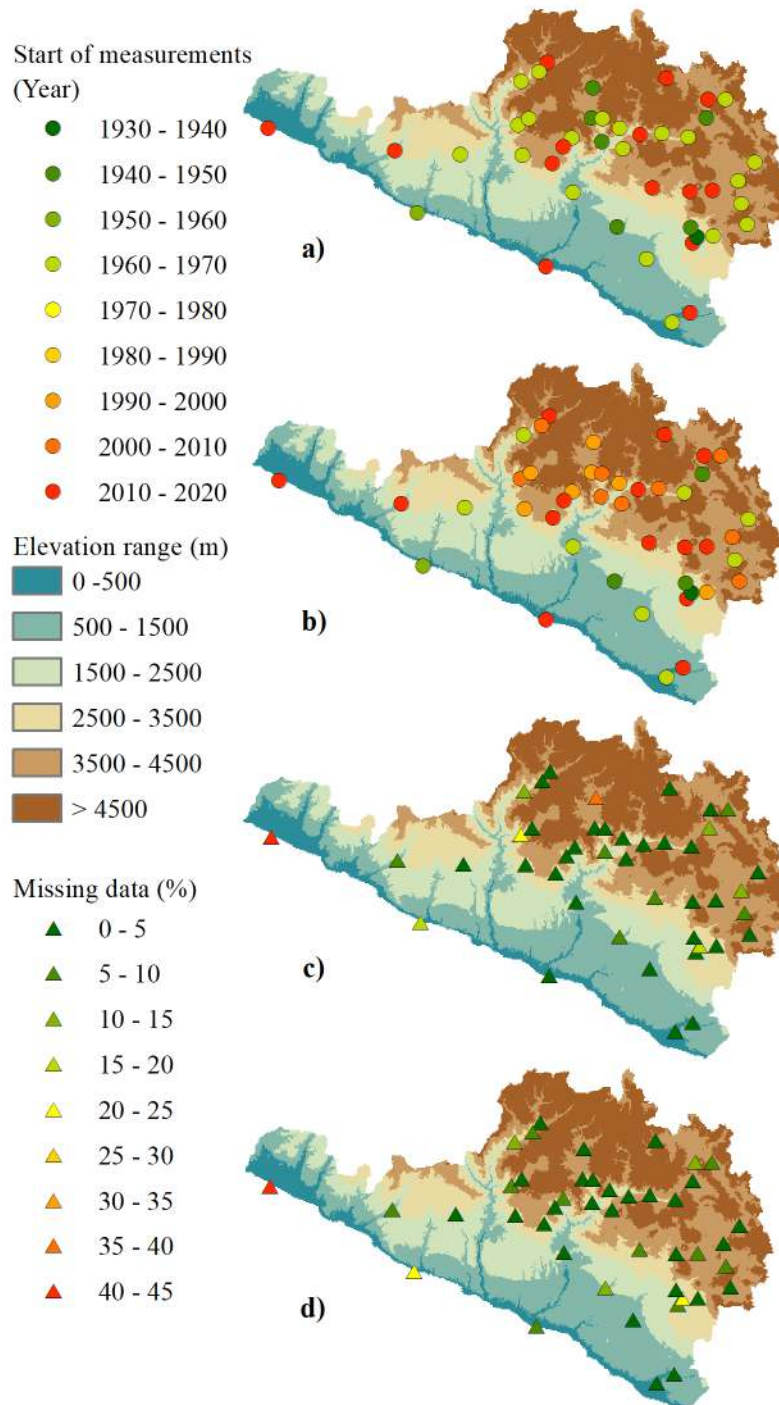 Start of measurements
(Year)
1930 - 1940
1940 - 1950
1950 - 1960
1960 - 1970
1970 - 1980
1980 - 1990
1990 - 2000
2000 - 2010
2010 - 2020
Elevation range (m)
0 -500
500 - 1500
1500 - 2500
2500 - 3500
3500 - 4500
> 4500
Missing data (%)
0 - 5
5 - 10
10 - 15
15 - 20
20 - 25
25 - 30
30 - 35
35 - 40
40 - 45
a)
b)
c)
d)